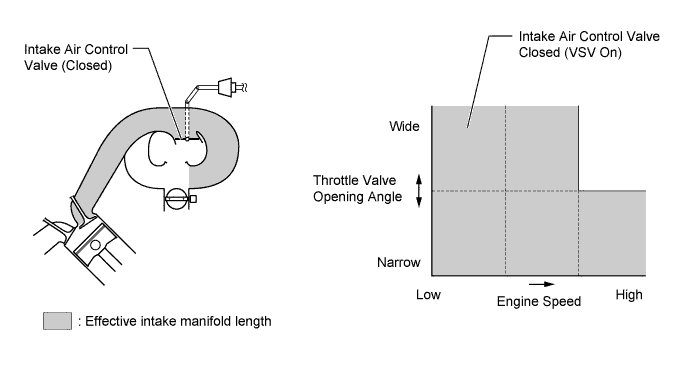 Intake Air Control
Valve (Closed)
: Effective intake manifold length
Intake Air Control Valve
Closed (VSV On)
Wide
Throttle Valve
Opening Angle
Narrow
Low
Engine Speed
High